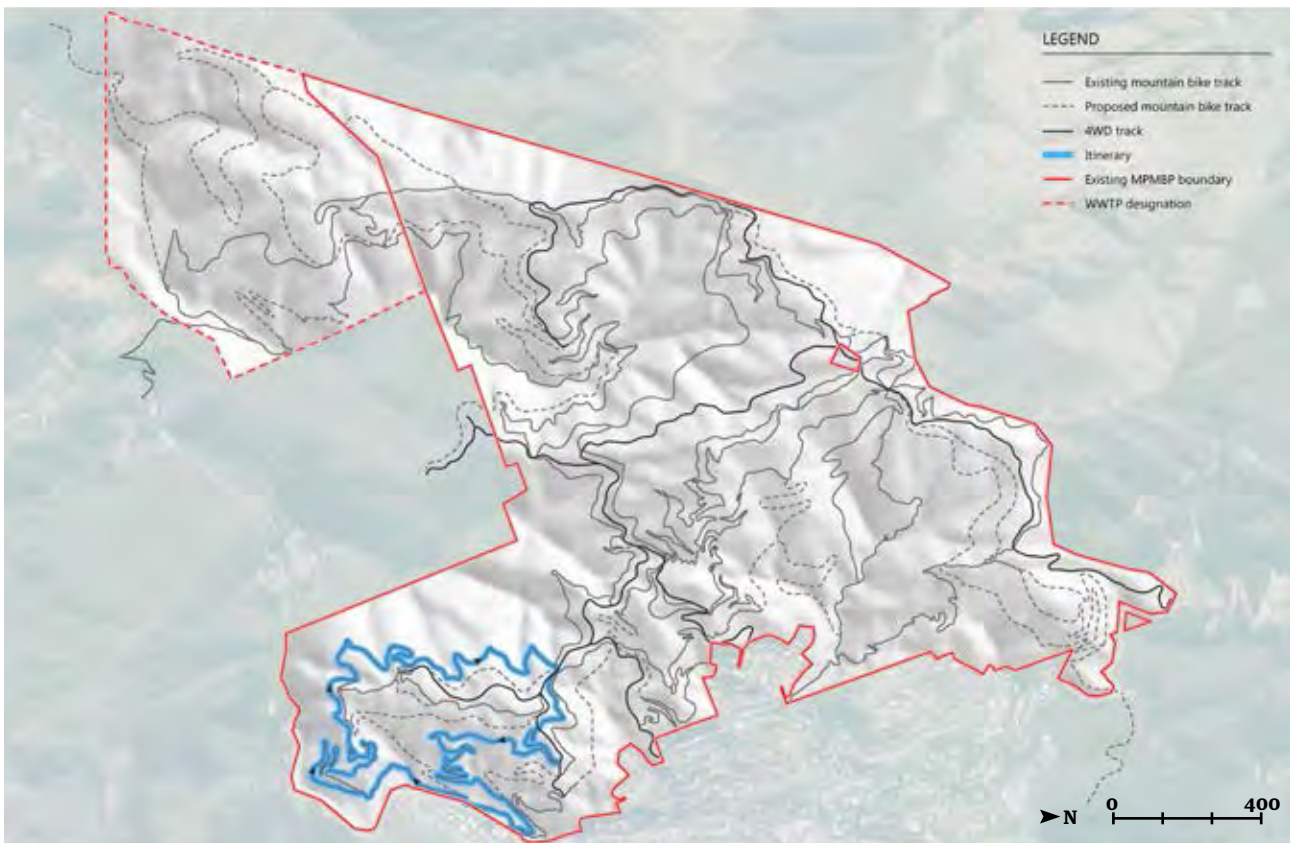 LEGEND
Existing mountain bike track
Proposed mountain bike track
4WD track
Itinerary
Existing MPMBP boundary
WWTP designation
N
0 400